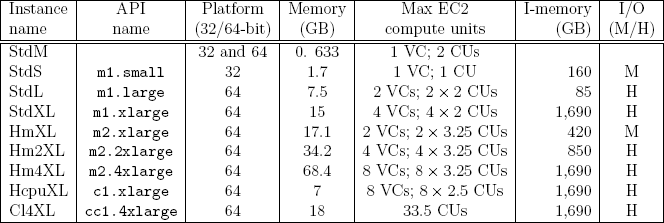 Instance API Platform Memory Max EC2 I-memory I/O
name name (32/64-bit) (GB) compute units (GB) (M/H)
StdM 32 and 64 0. 633 1 VC; 2 CUs
StdS m1.small 32 1.7 1 VC; 1 CU 160 M
StdL m1.large 64 7.5 2 VCs; 2 × 2 CUs 85 H
StdXL m1.xlarge 64 15 4 VCs; 4 × 2 CUs 1,690 H
HmXL m2.xlarge 64 17.1 2 VCs; 2 × 3.25 CUs 420 M
Hm2XL m2.2xlarge 64 34.2 4 VCs; 4 × 3.25 CUs 850 H
Hm4XL m2.4xlarge 64 68.4 8 VCs; 8 × 3.25 CUs 1,690 H
HcpuXL c1.xlarge 64 7 8 VCs; 8 × 2.5 CUs 1,690 H
Cl4XL cc1.4xlarge 64 18 33.5 CUs 1,690 H